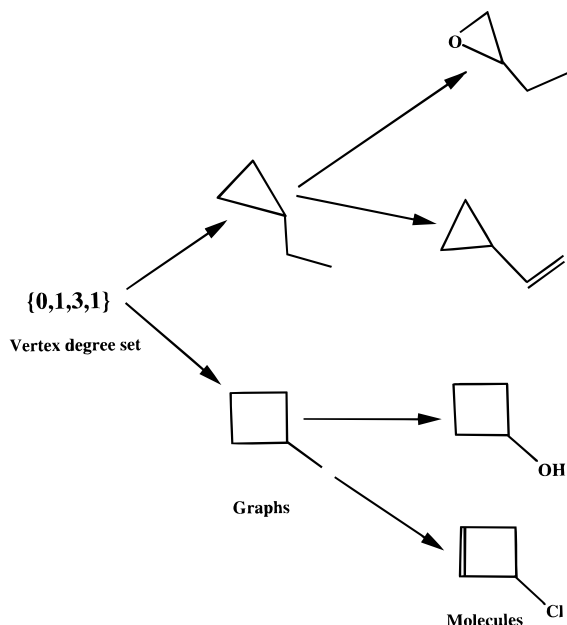 O
{0,1,3,1}
Vertex degree set
OH
Graphs
Cl
Molecules